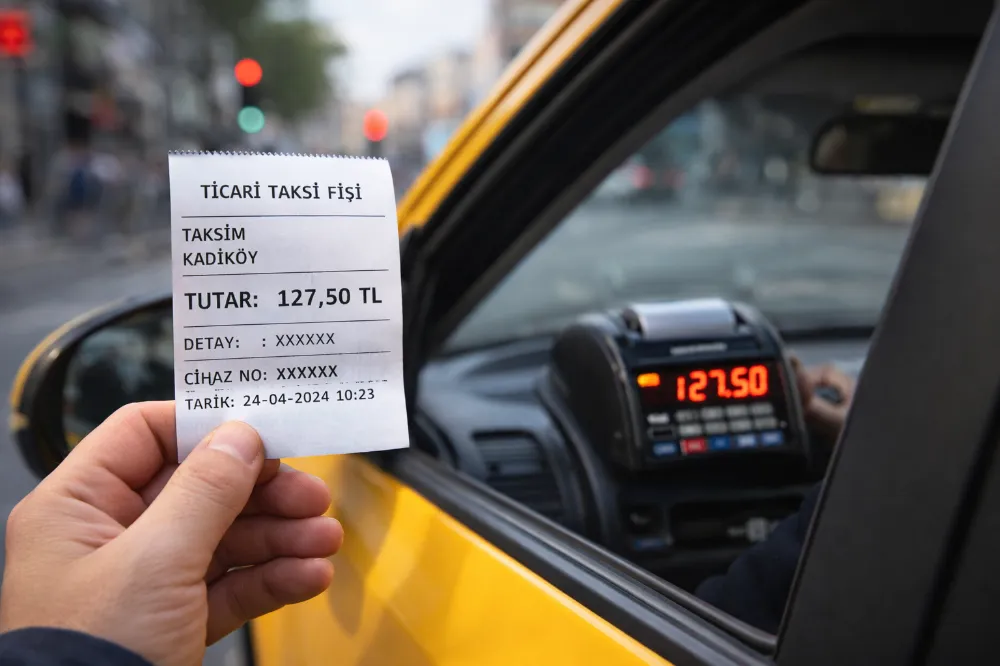 TİCARİ TAKSİ FİŞİ
TAKSİM
KADİKÖY
TUTAR: 127,50 TL
DETAY: : XXXXXX
CİHAZ NO: XXXXXX
TARİK: 24-04-2024 10:23
127.50